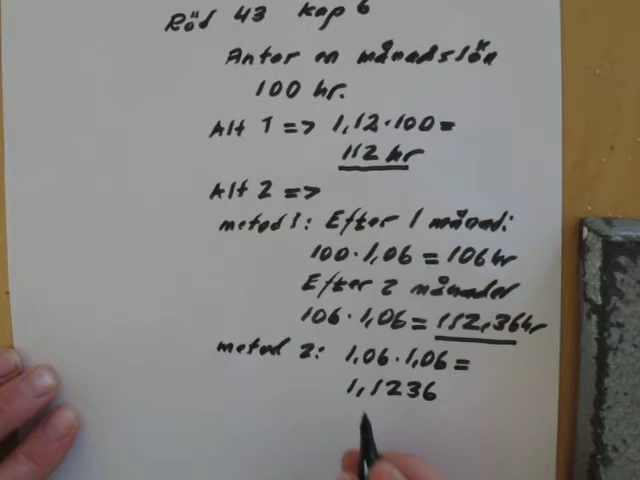 Röd 43 kap 6
Antar en månadslön
100 kr.
Alt 1 => 1,12·100=
112 kr
Alt 2 =>
metod 1: Efter 1 månad:
100·1,06 = 106 kr
Efter 2 månader
106·1,06 = 112,36 kr
metod 2: 1,06·1,06 =
1,1236